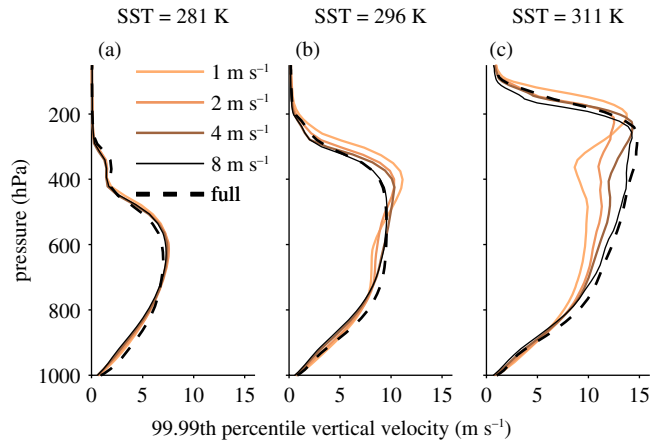 SST = 281 K
SST = 296 K
SST = 311 K
(a)
(b)
(c)
1 m s⁻¹
2 m s⁻¹
4 m s⁻¹
8 m s⁻¹
full
pressure (hPa)
200
400
600
800
1000
0 5 10 15
0 5 10 15
0 5 10 15
99.99th percentile vertical velocity (m s⁻¹)